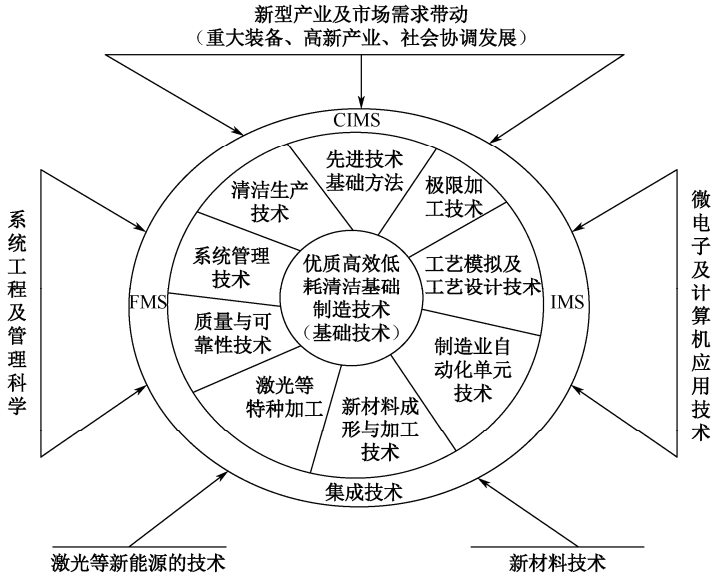 新型产业及市场需求带动
（重大装备、高新产业、社会协调发展）
CIMS
先进技术
基础方法
极限加
工技术
清洁生产
技术
系统管理
技术
优质高效低
耗清洁基础
制造技术
（基础技术）
工艺模拟及
工艺设计技术
FMS
IMS
质量与可
靠性技术
制造业自
动化单元
技术
激光等
特种加工
新材料成
形与加工
技术
集成技术
系统工程及管理科学
微电子及计算机应用技术
激光等新能源的技术
新材料技术